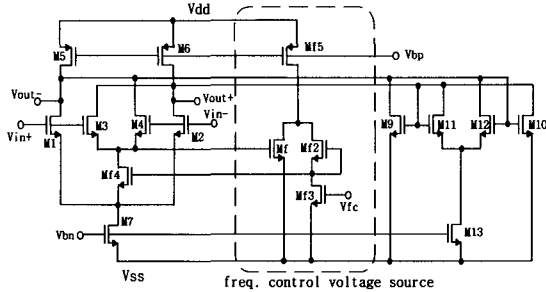 Vdd
M5
M6
Mf5
Vbp
Vout-
Vout+
Vin-
Vin+
M1
M3
M4
M2
Mf
Mf2
M9
M11
M12
M10
Mf4
Mf3
Vfc
Vbn
M7
M13
Vss
freq. control voltage source